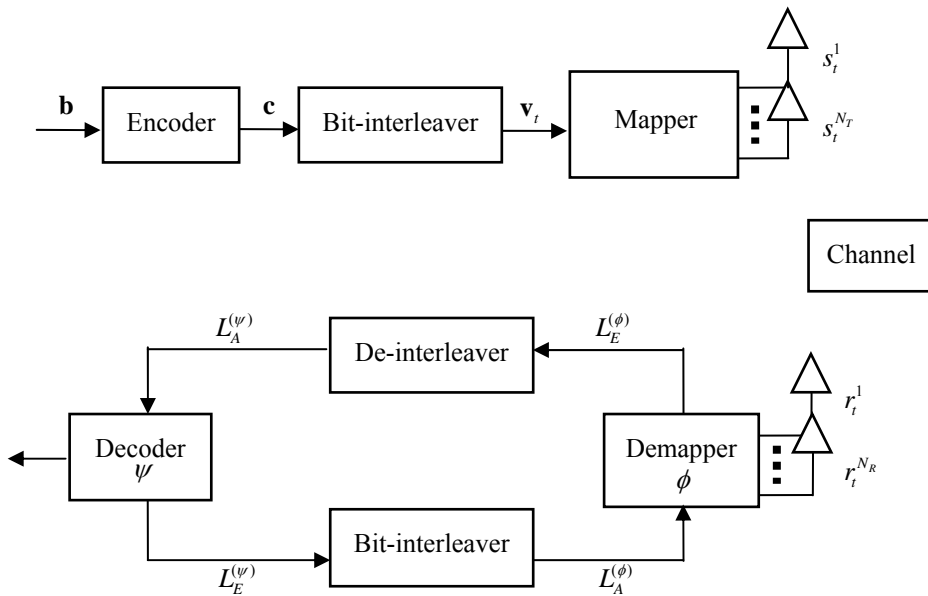 s_t^1
b
Encoder
c
Bit-interleaver
v_t
Mapper
s_t^{N_T}
Channel
L_A^{(ψ)}
De-interleaver
L_E^{(ϕ)}
r_t^1
Decoder
ψ
Demapper
ϕ
r_t^{N_R}
Bit-interleaver
L_E^{(ψ)}
L_A^{(ϕ)}